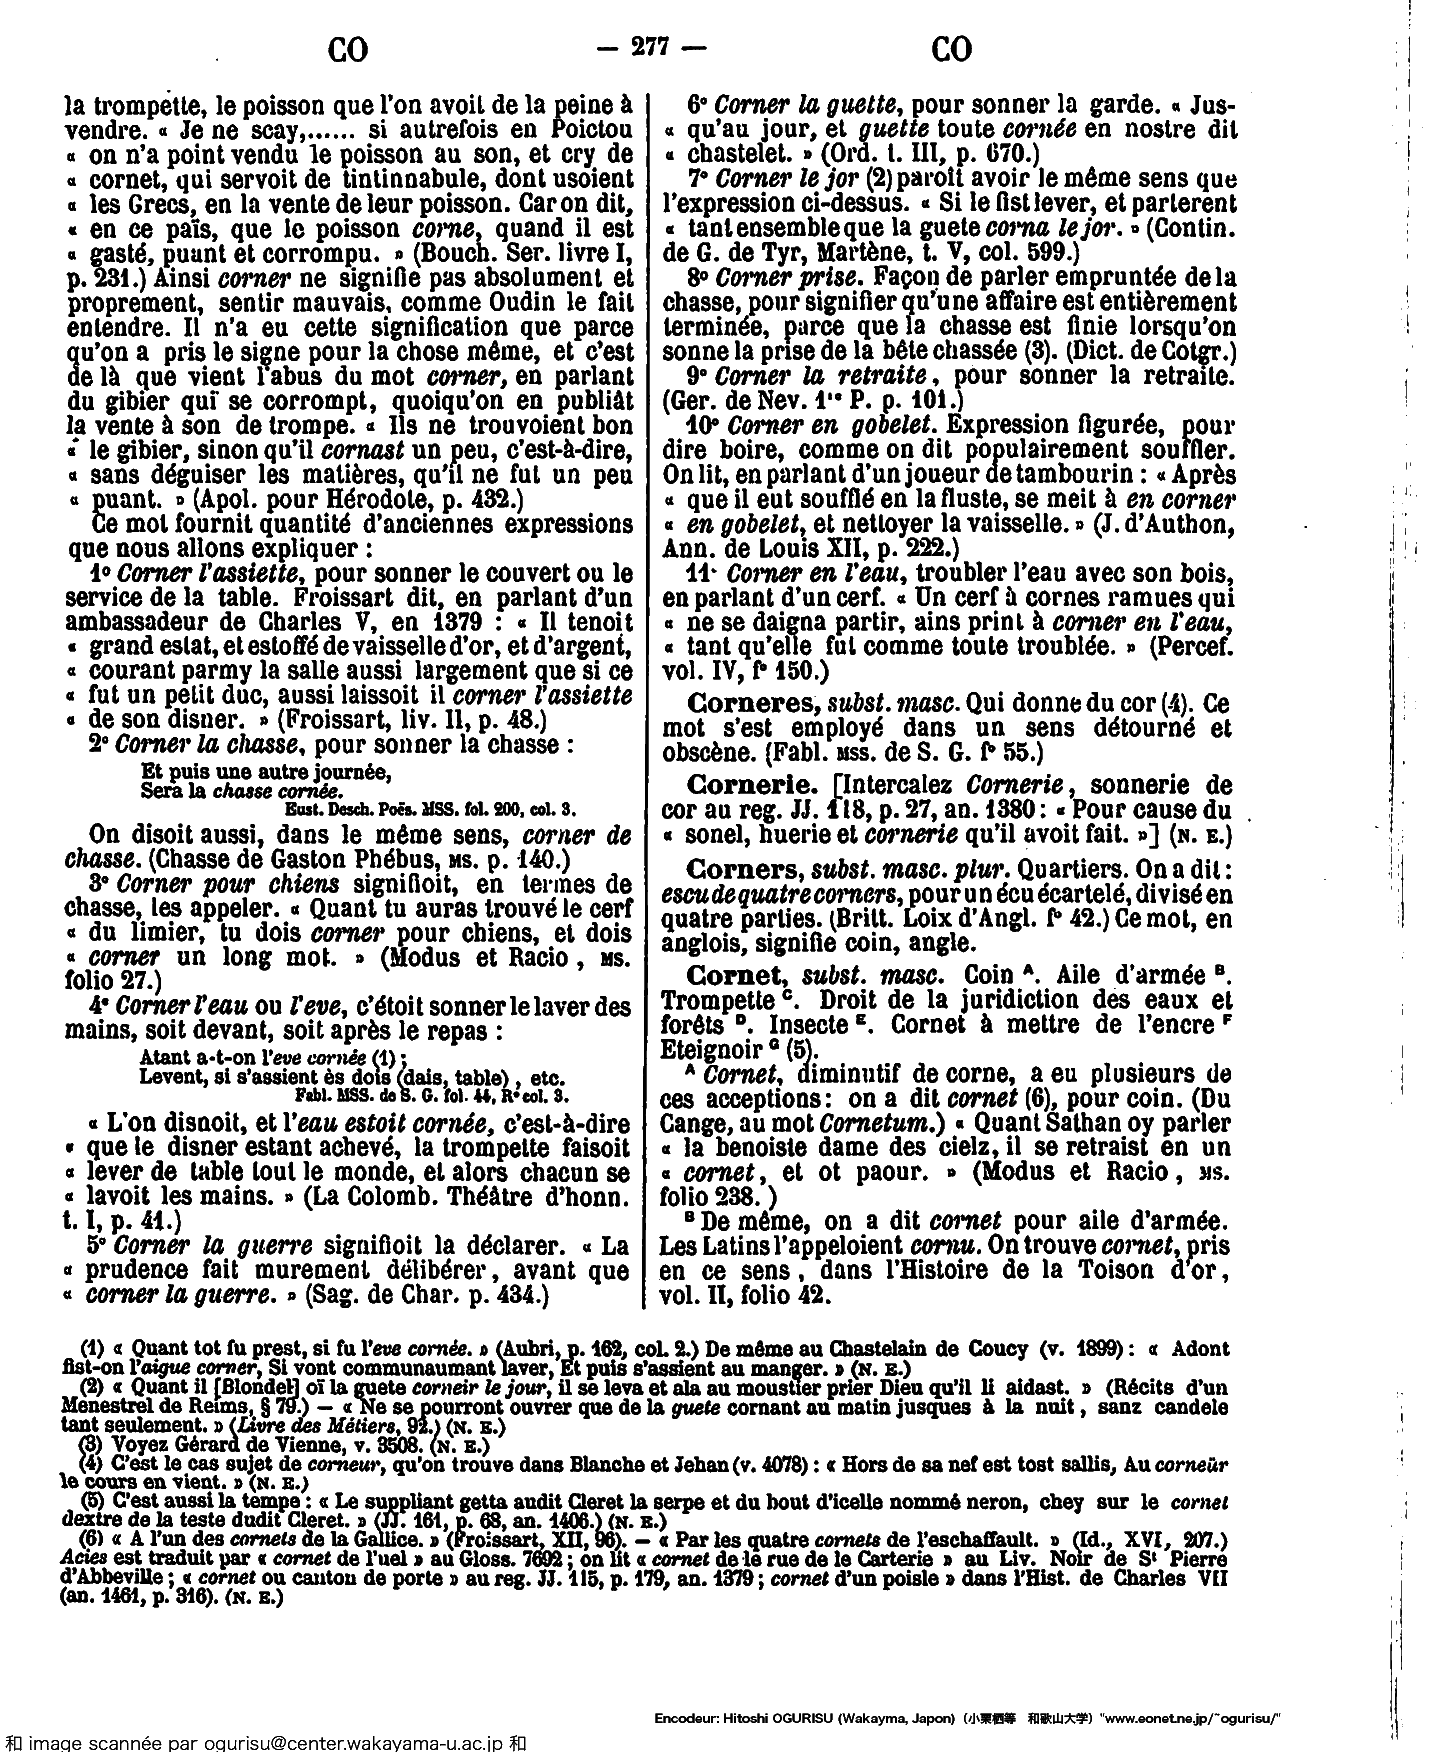 CO — 277 — CO
la trompette, le poisson que l'on avoit de la peine à
vendre. « Je ne scay,...... si autrefois en Poictou
« on n'a point vendu le poisson au son, et cry de
« cornet, qui servoit de tintinnabule, dont usoient
« les Grecs, en la vente de leur poisson. Car on dit,
« en ce païs, que le poisson corne, quand il est
« gasté, puant et corrompu. » (Bouch. Ser. livre I,
p. 231.) Ainsi corner ne signifie pas absolument et
proprement, sentir mauvais, comme Oudin le fait
entendre. Il n'a eu cette signification que parce
qu'on a pris le signe pour la chose même, et c'est
de là que vient l'abus du mot corner, en parlant
du gibier qui se corrompt, quoiqu'on en publiât
la vente à son de trompe. « Ils ne trouvoient bon
« le gibier, sinon qu'il cornast un peu, c'est-à-dire,
« sans déguiser les matières, qu'il ne fut un peu
« puant. » (Apol. pour Hérodote, p. 432.)
Ce mot fournit quantité d'anciennes expressions
que nous allons expliquer :
1º Corner l'assiette, pour sonner le couvert ou le
service de la table. Froissart dit, en parlant d'un
ambassadeur de Charles V, en 1379 : « Il tenoit
« grand estat, et estoffé de vaisselle d'or, et d'argent,
« courant parmy la salle aussi largement que si ce
« fut un petit duc, aussi laissoit il corner l'assiette
« de son disner. » (Froissart, liv. II, p. 48.)
2º Corner la chasse, pour sonner la chasse :
Et puis une autre journée,
Sera la chasse cornée.
Eust. Desch. Poës. MSS. fol. 200, col. 3.
On disoit aussi, dans le même sens, corner de
chasse. (Chasse de Gaston Phébus, MS. p. 140.)
3º Corner pour chiens signifioit, en termes de
chasse, les appeler. « Quant tu auras trouvé le cerf
« du limier, tu dois corner pour chiens, et dois
« corner un long mot. » (Modus et Racio, MS.
folio 27.)
4º Corner l'eau ou l'eve, c'étoit sonner le laver des
mains, soit devant, soit après le repas :
Atant a-t-on l'eve cornée (1) ;
Levent, si s'assient ès dois (dais, table), etc.
Fabl. MSS. de S. G. fol. 44, Rº col. 3.
« L'on disnoit, et l'eau estoit cornée, c'est-à-dire
« que le disner estant achevé, la trompette faisoit
« lever de table tout le monde, et alors chacun se
« lavoit les mains. » (La Colomb. Théâtre d'honn.
t. I, p. 41.)
5º Corner la guerre signifioit la déclarer. « La
« prudence fait murement délibérer, avant que
« corner la guerre. » (Sag. de Char. p. 434.)
6º Corner la guette, pour sonner la garde. « Jus-
« qu'au jour, et guette toute cornée en nostre dit
« chastelet. » (Ord. t. III, p. 670.)
7º Corner le jor (2) paroît avoir le même sens que
l'expression ci-dessus. « Si le fist lever, et parlerent
« tant ensemble que la guete corna le jor. » (Contin.
de G. de Tyr, Martène, t. V, col. 599.)
8º Corner prise. Façon de parler empruntée de la
chasse, pour signifier qu'une affaire est entièrement
terminée, parce que la chasse est finie lorsqu'on
sonne la prise de la bête chassée (3). (Dict. de Cotgr.)
9º Corner la retraite, pour sonner la retraite.
(Ger. de Nev. 1re P. p. 101.)
10º Corner en gobelet. Expression figurée, pour
dire boire, comme on dit populairement souffler.
On lit, en parlant d'un joueur de tambourin : « Après
« que il eut soufflé en la fluste, se meit à en corner
« en gobelet, et nettoyer la vaisselle. » (J. d'Authon,
Ann. de Louis XII, p. 222.)
11º Corner en l'eau, troubler l'eau avec son bois,
en parlant d'un cerf. « Un cerf à cornes ramues qui
« ne se daigna partir, ains print à corner en l'eau,
« tant qu'elle fut comme toute troublée. » (Percef.
vol. IV, fº 150.)
Corneres, subst. masc. Qui donne du cor (4). Ce
mot s'est employé dans un sens détourné et
obscène. (Fabl. MSS. de S. G. fº 55.)
Cornerie. [Intercalez Cornerie, sonnerie de
cor au reg. JJ. 118, p. 27, an. 1380 : « Pour cause du
« sonel, huerie et cornerie qu'il avoit fait. »] (N. E.)
Corners, subst. masc. plur. Quartiers. On a dit :
escu de quatre corners, pour un écu écartelé, divisé en
quatre parties. (Britt. Loix d'Angl. fº 42.) Ce mot, en
anglois, signifie coin, angle.
Cornet, subst. masc. Coin A. Aile d'armée B.
Trompette C. Droit de la juridiction des eaux et
forêts D. Insecte E. Cornet à mettre de l'encre F
Eteignoir G (5).
A Cornet, diminutif de corne, a eu plusieurs de
ces acceptions : on a dit cornet (6), pour coin. (Du
Cange, au mot Cornetum.) « Quant Sathan oy parler
« la benoiste dame des cielz, il se retraist en un
« cornet, et ot paour. » (Modus et Racio, MS.
folio 238.)
B De même, on a dit cornet pour aile d'armée.
Les Latins l'appeloient cornu. On trouve cornet, pris
en ce sens, dans l'Histoire de la Toison d'or,
vol. II, folio 42.
(1) « Quant tot fu prest, si fu l'eve cornée. » (Aubri, p. 162, col. 2.) De même au Chastelain de Coucy (v. 1899) : « Adont
fist-on l'aigue corner, Si vont communaumant laver, Et puis s'assient au manger. » (N. E.)
(2) « Quant il [Blondel] oï la guete corneir le jour, il se leva et ala au moustier prier Dieu qu'il li aidast. » (Récits d'un
Menestrel de Reims, § 79.) — « Ne se pourront ouvrer que de la guete cornant au matin jusques à la nuit, sanz candele
tant seulement. » (Livre des Métiers, 92.) (N. E.)
(3) Voyez Gérard de Vienne, v. 3508. (N. E.)
(4) C'est le cas sujet de corneur, qu'on trouve dans Blanche et Jehan (v. 4078) : « Hors de sa nef est tost sallis, Au corneùr
le cours en vient. » (N. E.)
(5) C'est aussi la tempe : « Le suppliant getta audit Cleret la serpe et du bout d'icelle nommé neron, chey sur le cornet
dextre de la teste dudit Cleret. » (JJ. 161, p. 68, an. 1406.) (N. E.)
(6) « A l'un des cornets de la Gallice. » (Froissart, XII, 96). — « Par les quatre cornets de l'eschaffault. » (Id., XVI, 207.)
Acies est traduit par « cornet de l'uel » au Gloss. 7692 ; on lit « cornet de le rue de le Carterie » au Liv. Noir de St Pierre
d'Abbeville ; « cornet ou canton de porte » au reg. JJ. 115, p. 179, an. 1379 ; cornet d'un poisle » dans l'Hist. de Charles VII
(an. 1461, p. 316). (N. E.)
Encodeur: Hitoshi OGURISU (Wakayma, Japon) (小栗栖等 和歌山大学) "www.eonet.ne.jp/~ogurisu/"
和 image scannée par ogurisu@center.wakayama-u.ac.jp 和